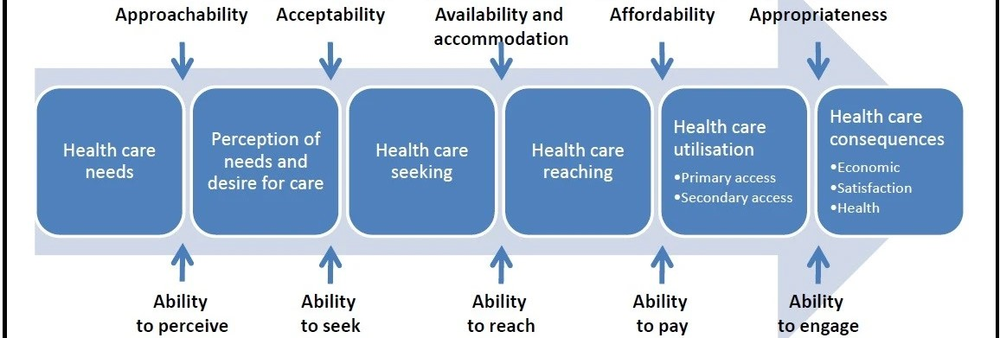 Approachability
Acceptability
Availability and
accommodation
Affordability
Appropriateness
Health care
needs
Perception of
needs and
desire for care
Health care
seeking
Health care
reaching
Health care
utilisation
•Primary access
•Secondary access
Health care
consequences
•Economic
•Satisfaction
•Health
Ability
to perceive
Ability
to seek
Ability
to reach
Ability
to pay
Ability
to engage